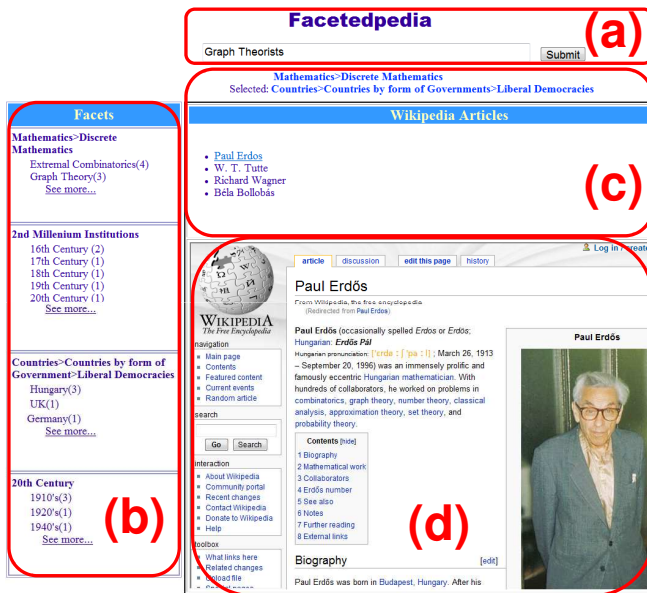 Facetedpedia
Graph Theorists
Submit
(a)
Mathematics>Discrete Mathematics
Selected: Countries>Countries by form of Governments>Liberal Democracies
Facets
Mathematics>Discrete
Mathematics
Extremal Combinatorics(4)
Graph Theory(3)
See more...
2nd Millenium Institutions
16th Century (2)
17th Century (1)
18th Century (1)
19th Century (1)
20th Century (1)
See more...
Countries>Countries by form of
Government>Liberal Democracies
Hungary(3)
UK(1)
Germany(1)
See more...
20th Century
1910's(3)
1920's(1)
1940's(1)
See more...
(b)
Wikipedia Articles
Paul Erdos
W. T. Tutte
Richard Wagner
Béla Bollobás
(c)
Log in
article discussion edit this page history
WIKIPEDIA
The Free Encyclopedia
navigation
Main page
Contents
Featured content
Current events
Random article
search
Go Search
interaction
About Wikipedia
Community portal
Recent changes
Contact Wikipedia
Donate to Wikipedia
Help
toolbox
What links here
Related changes
Upload file
Paul Erdős
From Wikipedia, the free encyclopedia
(Redirected from Paul Erdos)
Paul Erdős (occasionally spelled Erdos or Erdös;
Hungarian: Erdős Pál
Hungarian pronunciation: ; March 26, 1913
– September 20, 1996) was an immensely prolific and
famously eccentric Hungarian mathematician. With
hundreds of collaborators, he worked on problems in
combinatorics, graph theory, number theory, classical
analysis, approximation theory, set theory, and
probability theory.
Contents [hide]
1 Biography
2 Mathematical work
3 Collaborators
4 Erdős number
5 See also
6 Notes
7 Further reading
8 External links
Biography [edit]
Paul Erdős was born in Budapest, Hungary. After his
Paul Erdős
(d)